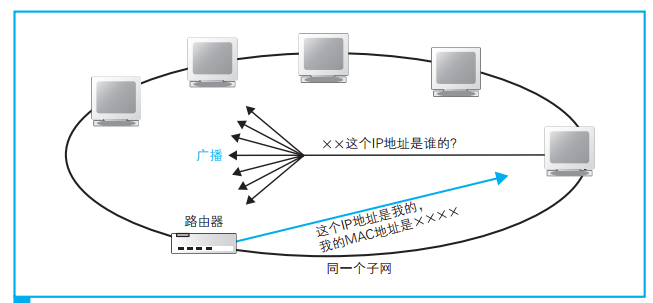 ××这个IP地址是谁的?
广播
路由器
这个IP地址是我的，
我的MAC地址是××××
同一个子网